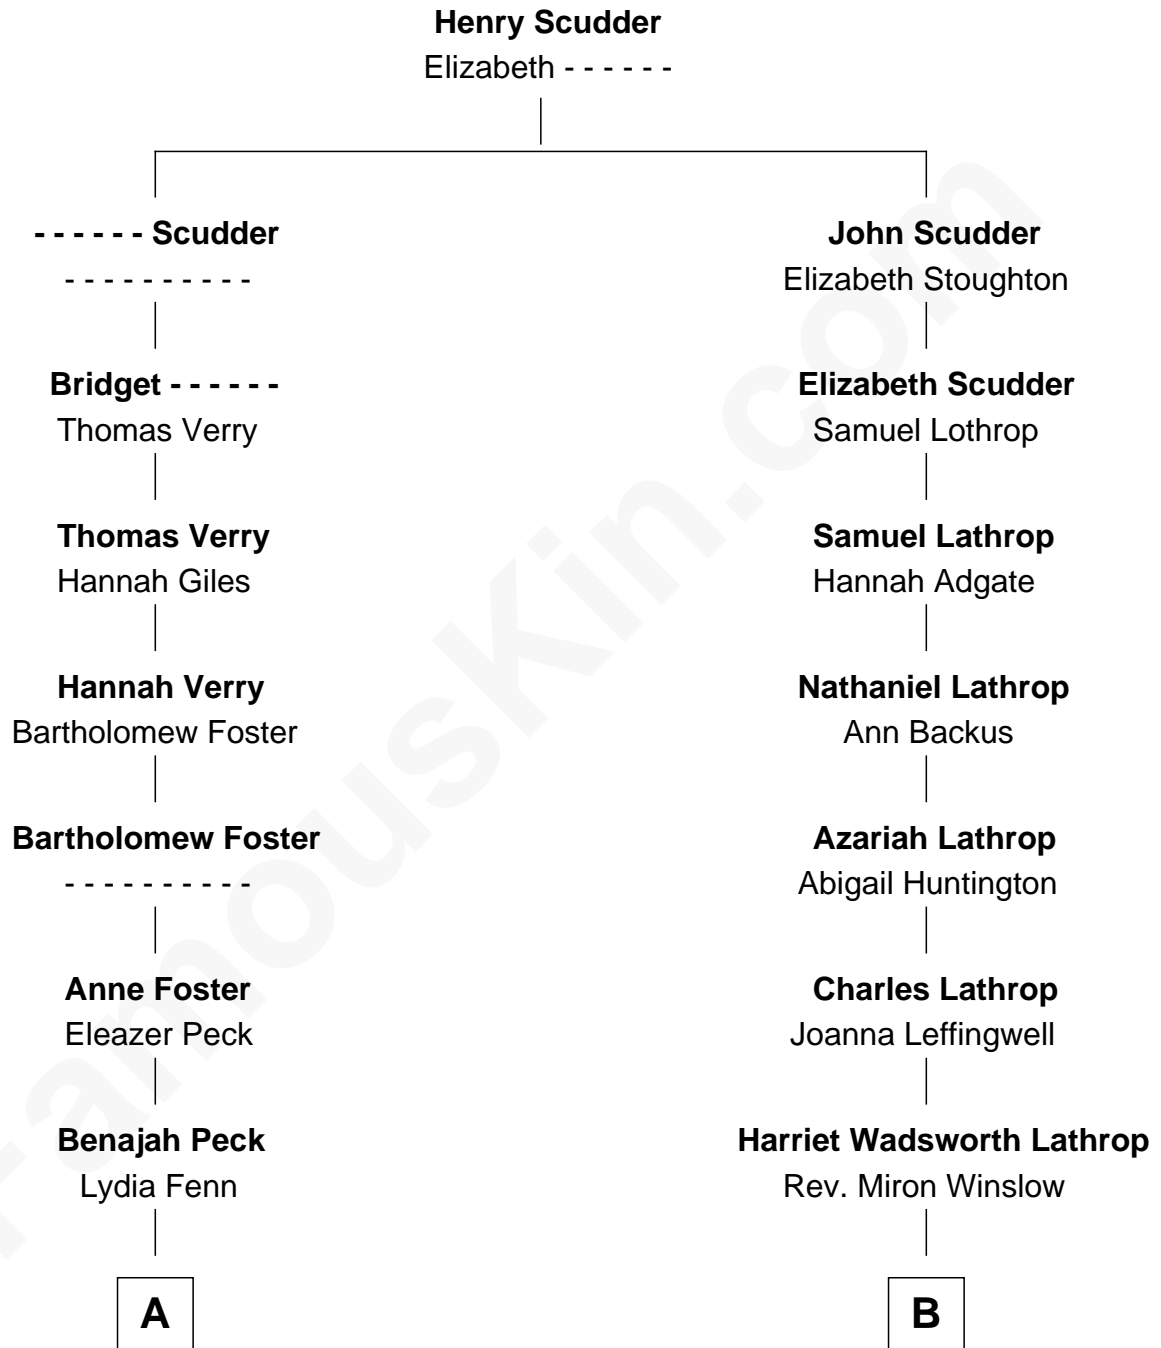 Henry Scudder
Elizabeth - - - - - -
- - - - - - Scudder
- - - - - - - - - -
John Scudder
Elizabeth Stoughton
Bridget - - - - - -
Thomas Verry
Elizabeth Scudder
Samuel Lothrop
Thomas Verry
Hannah Giles
Samuel Lathrop
Hannah Adgate
Hannah Verry
Bartholomew Foster
Nathaniel Lathrop
Ann Backus
Bartholomew Foster
- - - - - - - - - -
Azariah Lathrop
Abigail Huntington
Anne Foster
Eleazer Peck
Charles Lathrop
Joanna Leffingwell
Benajah Peck
Lydia Fenn
Harriet Wadsworth Lathrop
Rev. Miron Winslow
A
B
FamousKin.com